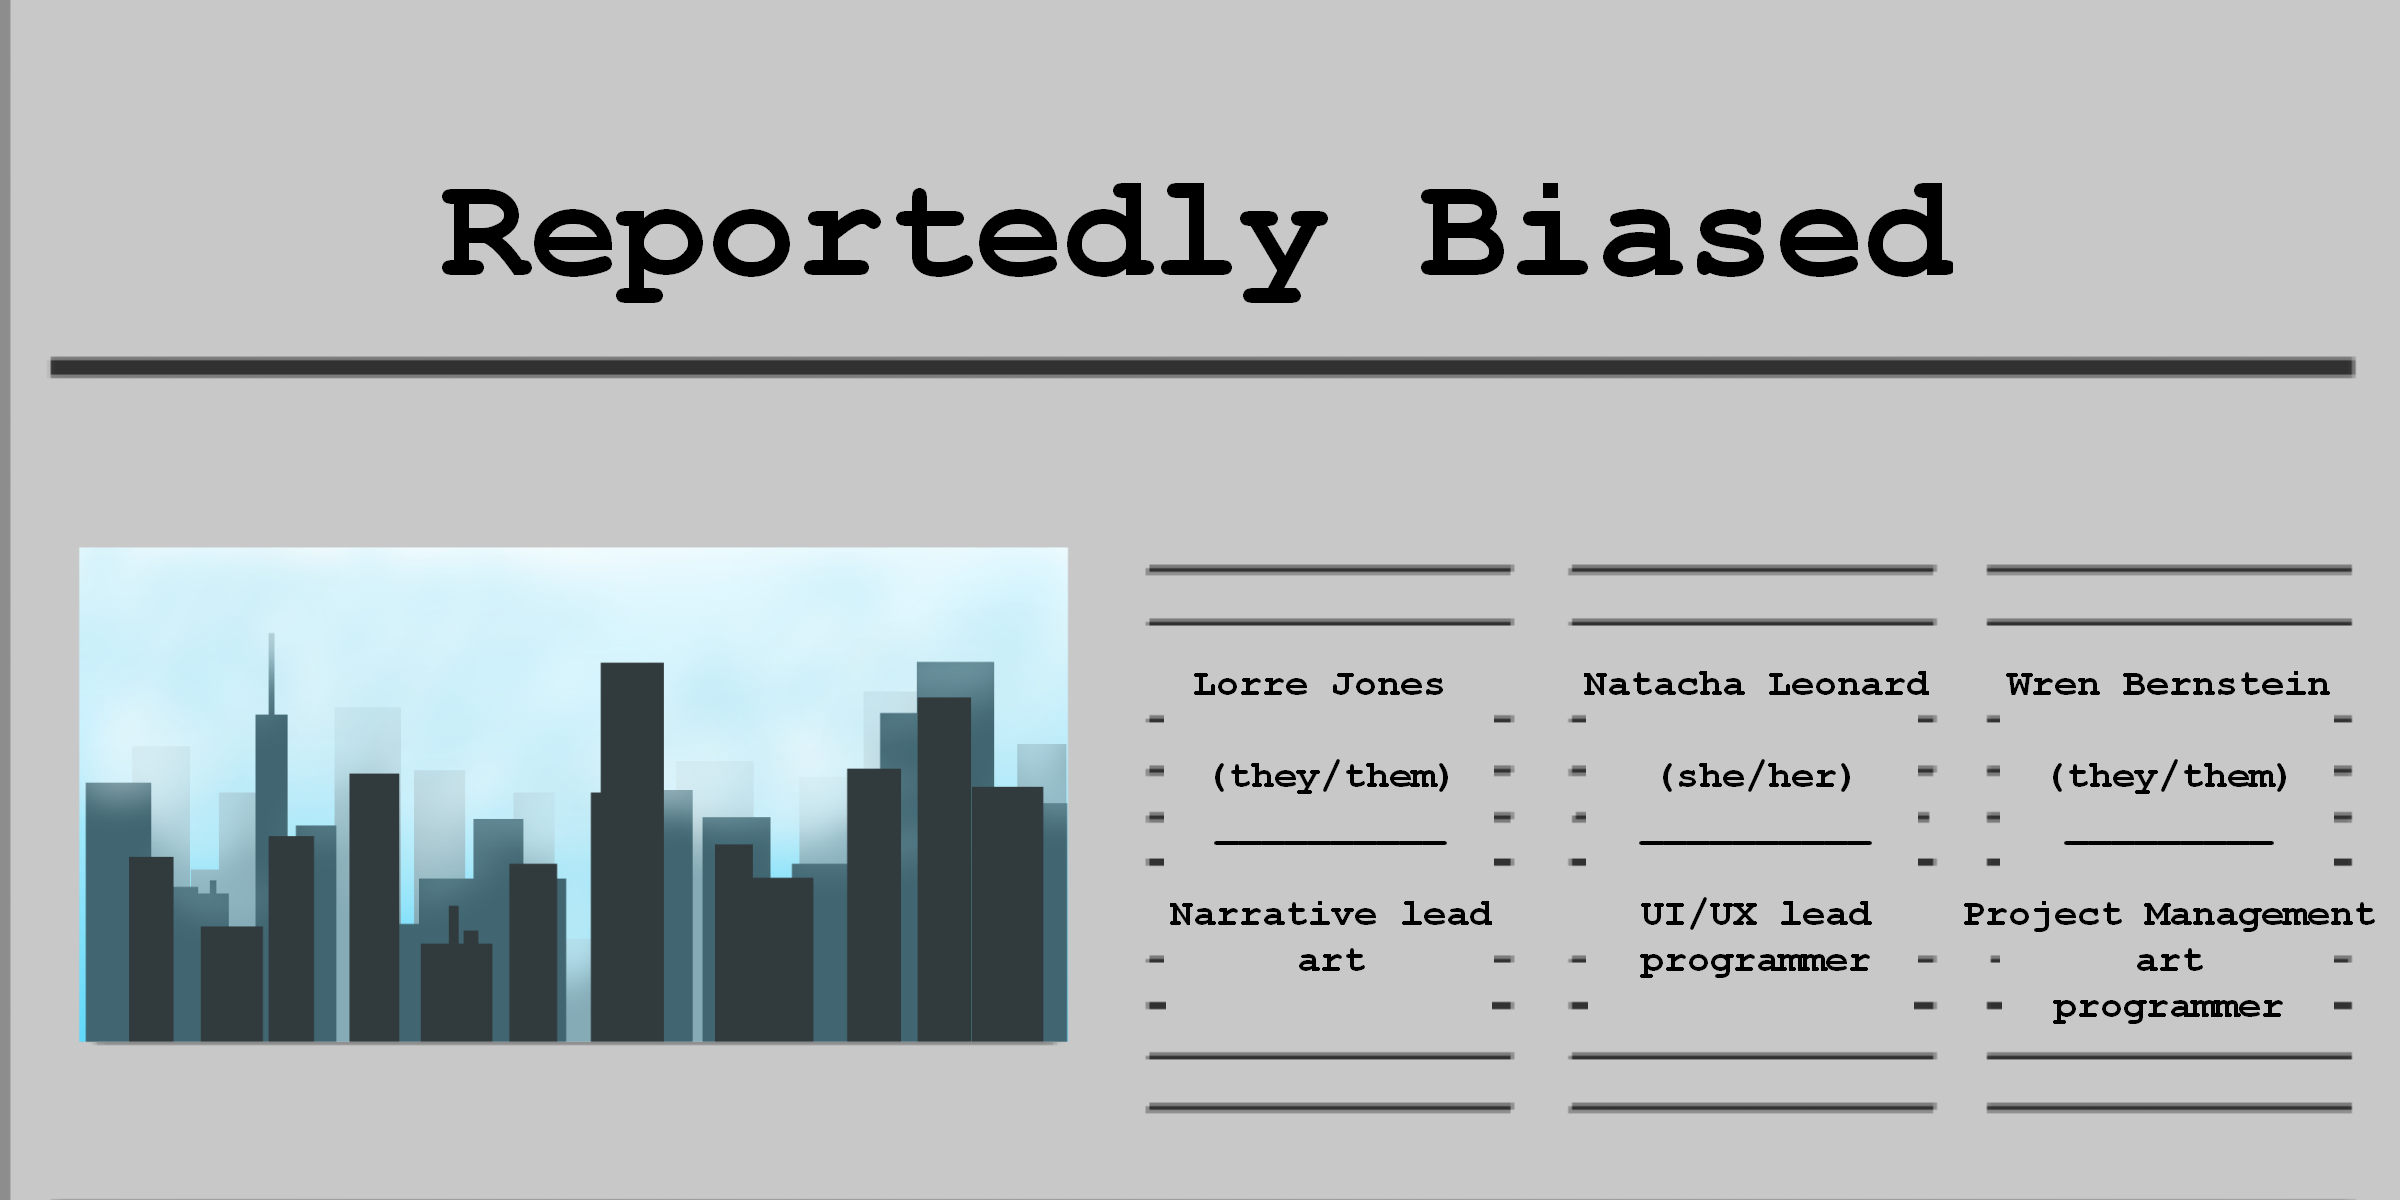 Reportedly Biased
Lorre Jones
(they/them)
Narrative lead
art
Natacha Leonard
(she/her)
UI/UX lead
programmer
Wren Bernstein
(they/them)
Project Management
art
programmer